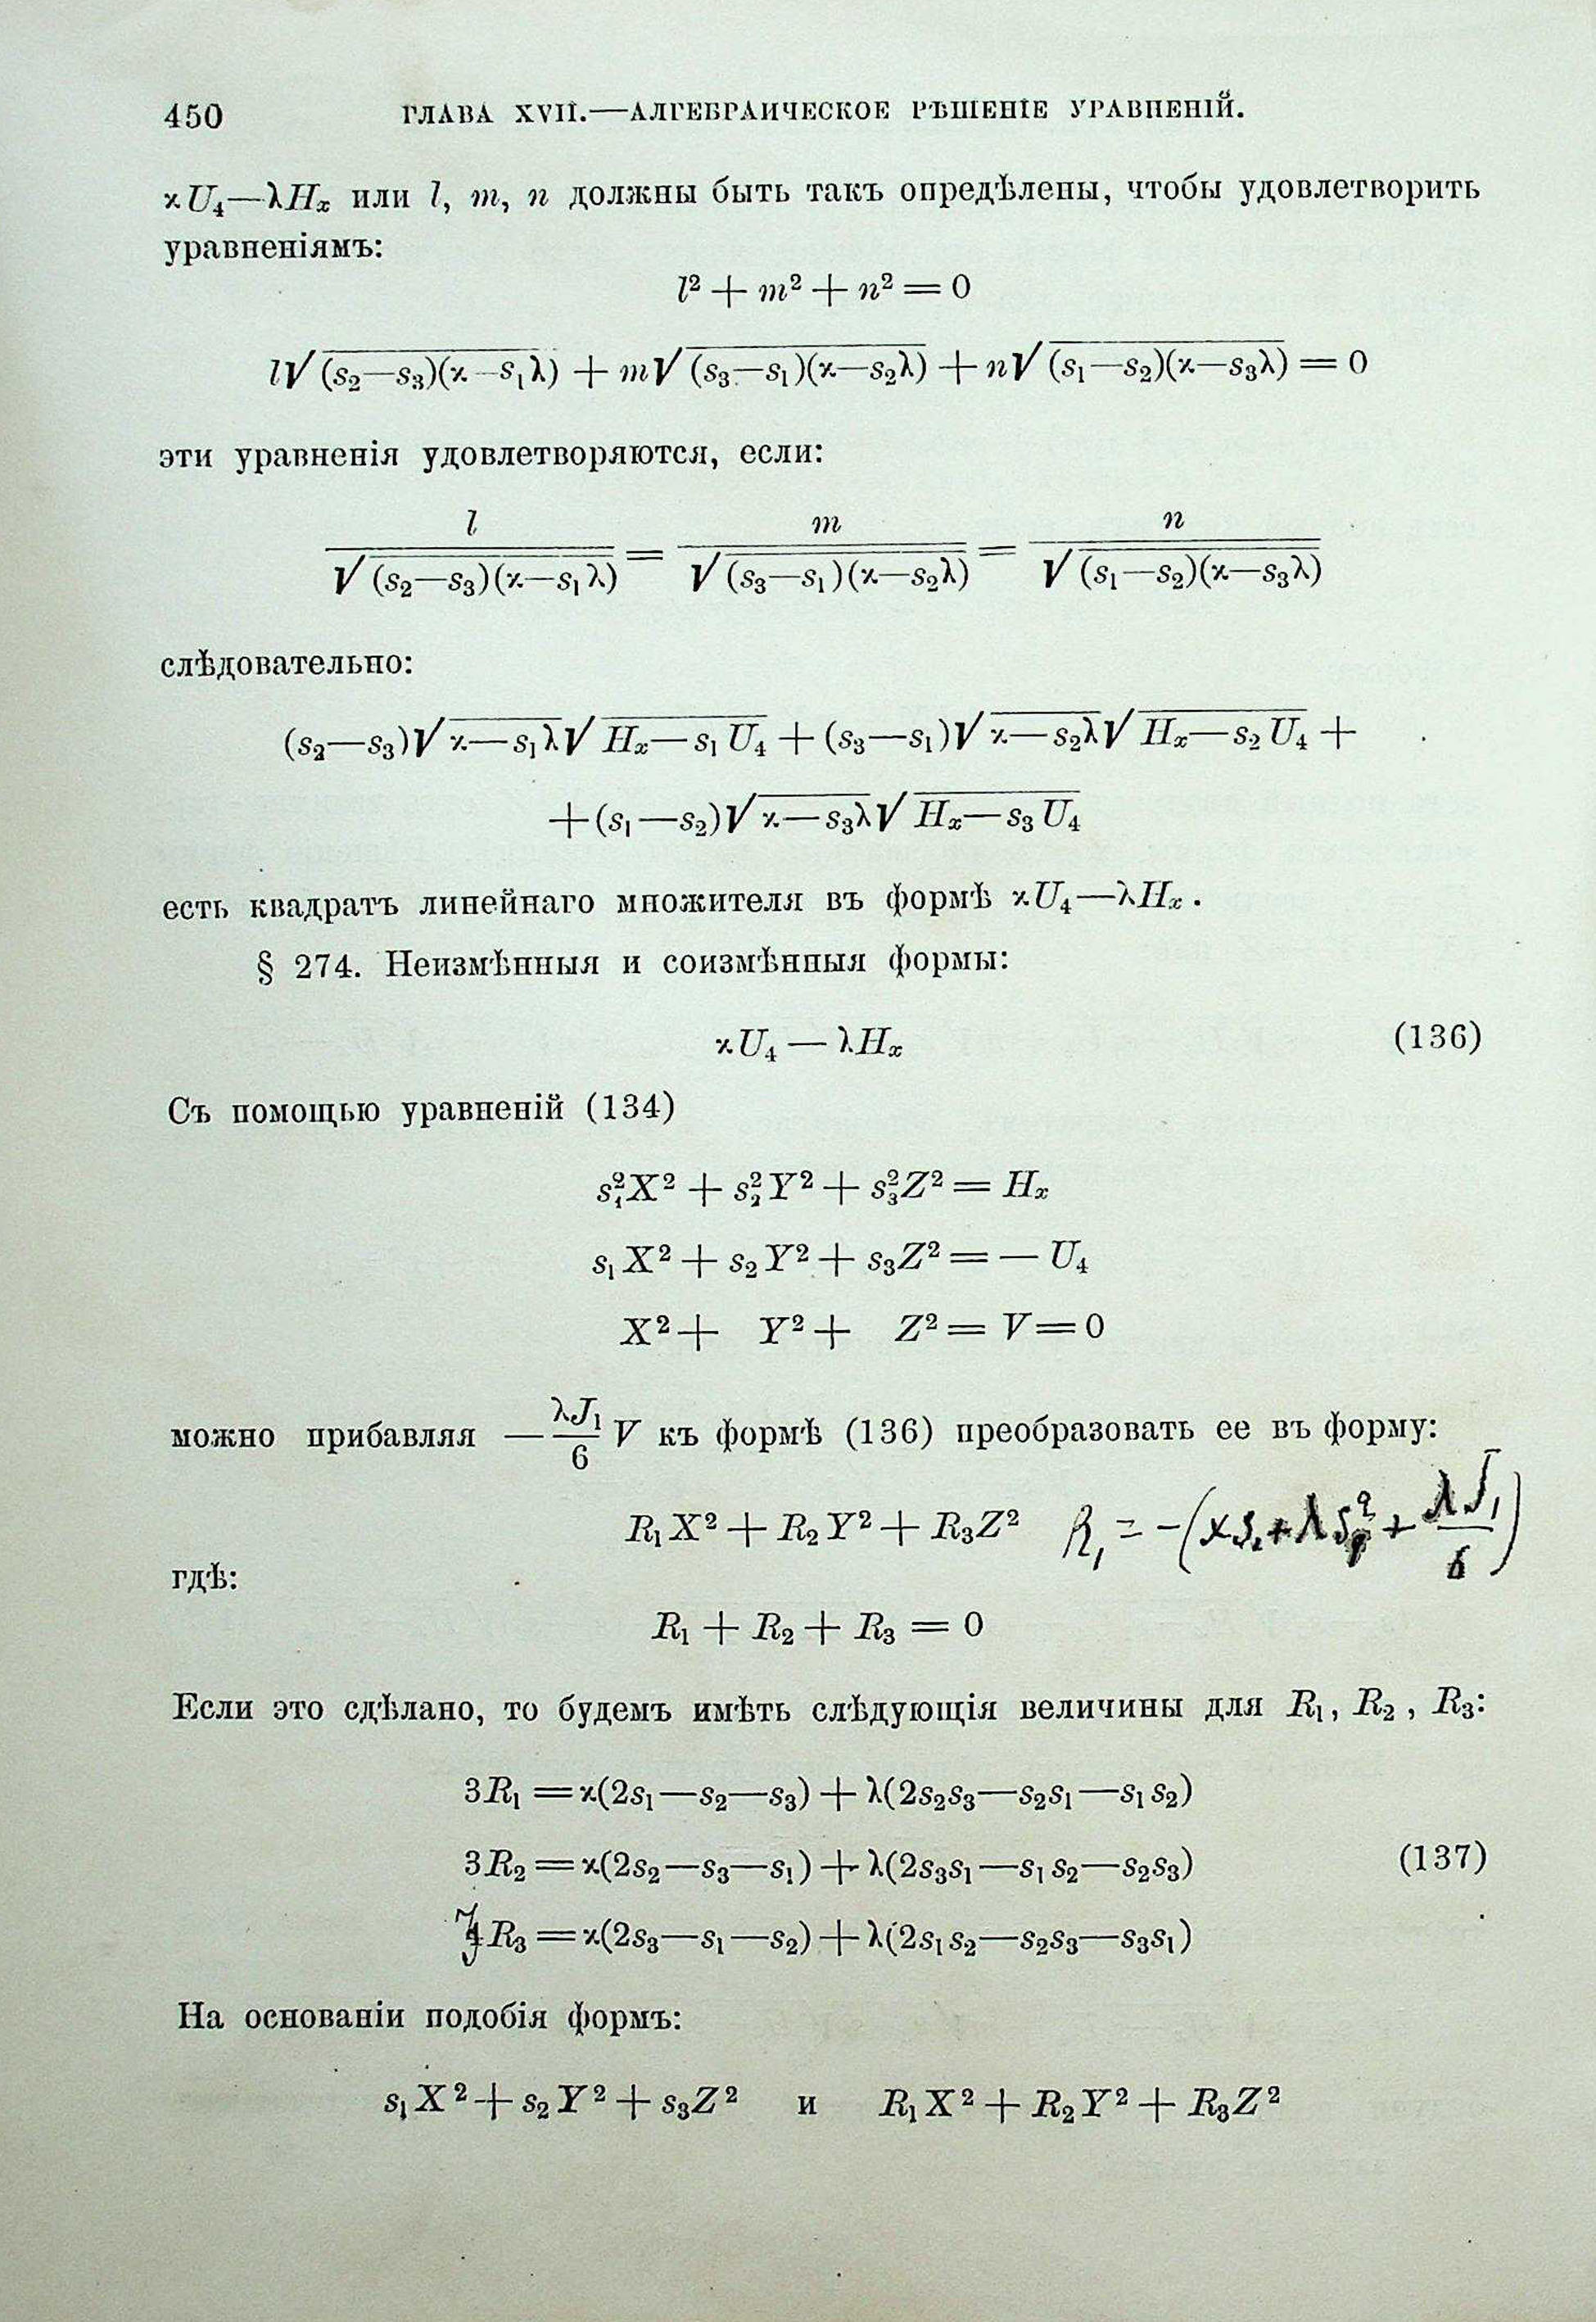 450 ГЛАВА XVII.—АЛГЕБРАИЧЕСКОЕ РѢШЕНІЕ УРАВНЕНІЙ.
ϰU₄—λHₓ или l, m, n должны быть такъ опредѣлены, чтобы удовлетворить
уравненіямъ:
l² + m² + n² = 0
l√(s₂—s₃)(ϰ—s₁λ) + m√(s₃—s₁)(ϰ—s₂λ) + n√(s₁—s₂)(ϰ—s₃λ) = 0
эти уравненія удовлетворяются, если:
l / √(s₂—s₃)(ϰ—s₁λ) = m / √(s₃—s₁)(ϰ—s₂λ) = n / √(s₁—s₂)(ϰ—s₃λ)
слѣдовательно:
(s₂—s₃)√ϰ—s₁λ√Hₓ—s₁U₄ + (s₃—s₁)√ϰ—s₂λ√Hₓ—s₂U₄ +
+(s₁—s₂)√ϰ—s₃λ√Hₓ—s₃U₄
есть квадратъ линейнаго множителя въ формѣ ϰU₄—λHₓ.
§ 274. Неизмѣнныя и соизмѣнныя формы:
ϰU₄ — λHₓ (136)
Съ помощью уравненій (134)
s₁²X² + s₂²Y² + s₃²Z² = Hₓ
s₁X² + s₂Y² + s₃Z² = — U₄
X² + Y² + Z² = V = 0
можно прибавляя — λJ₁/6 V къ формѣ (136) преобразовать ее въ форму:
R₁X² + R₂Y² + R₃Z² R₁ = -(ϰs₁+λs₁²+λJ₁/6)
гдѣ:
R₁ + R₂ + R₃ = 0
Если это сдѣлано, то будемъ имѣть слѣдующія величины для R₁, R₂, R₃:
3R₁ = ϰ(2s₁—s₂—s₃) + λ(2s₂s₃—s₂s₁—s₁s₂)
3R₂ = ϰ(2s₂—s₃—s₁) + λ(2s₃s₁—s₁s₂—s₂s₃) (137)
3R₃ = ϰ(2s₃—s₁—s₂) + λ(2s₁s₂—s₂s₃—s₃s₁)
На основаніи подобія формъ:
s₁X² + s₂Y² + s₃Z² и R₁X² + R₂Y² + R₃Z²